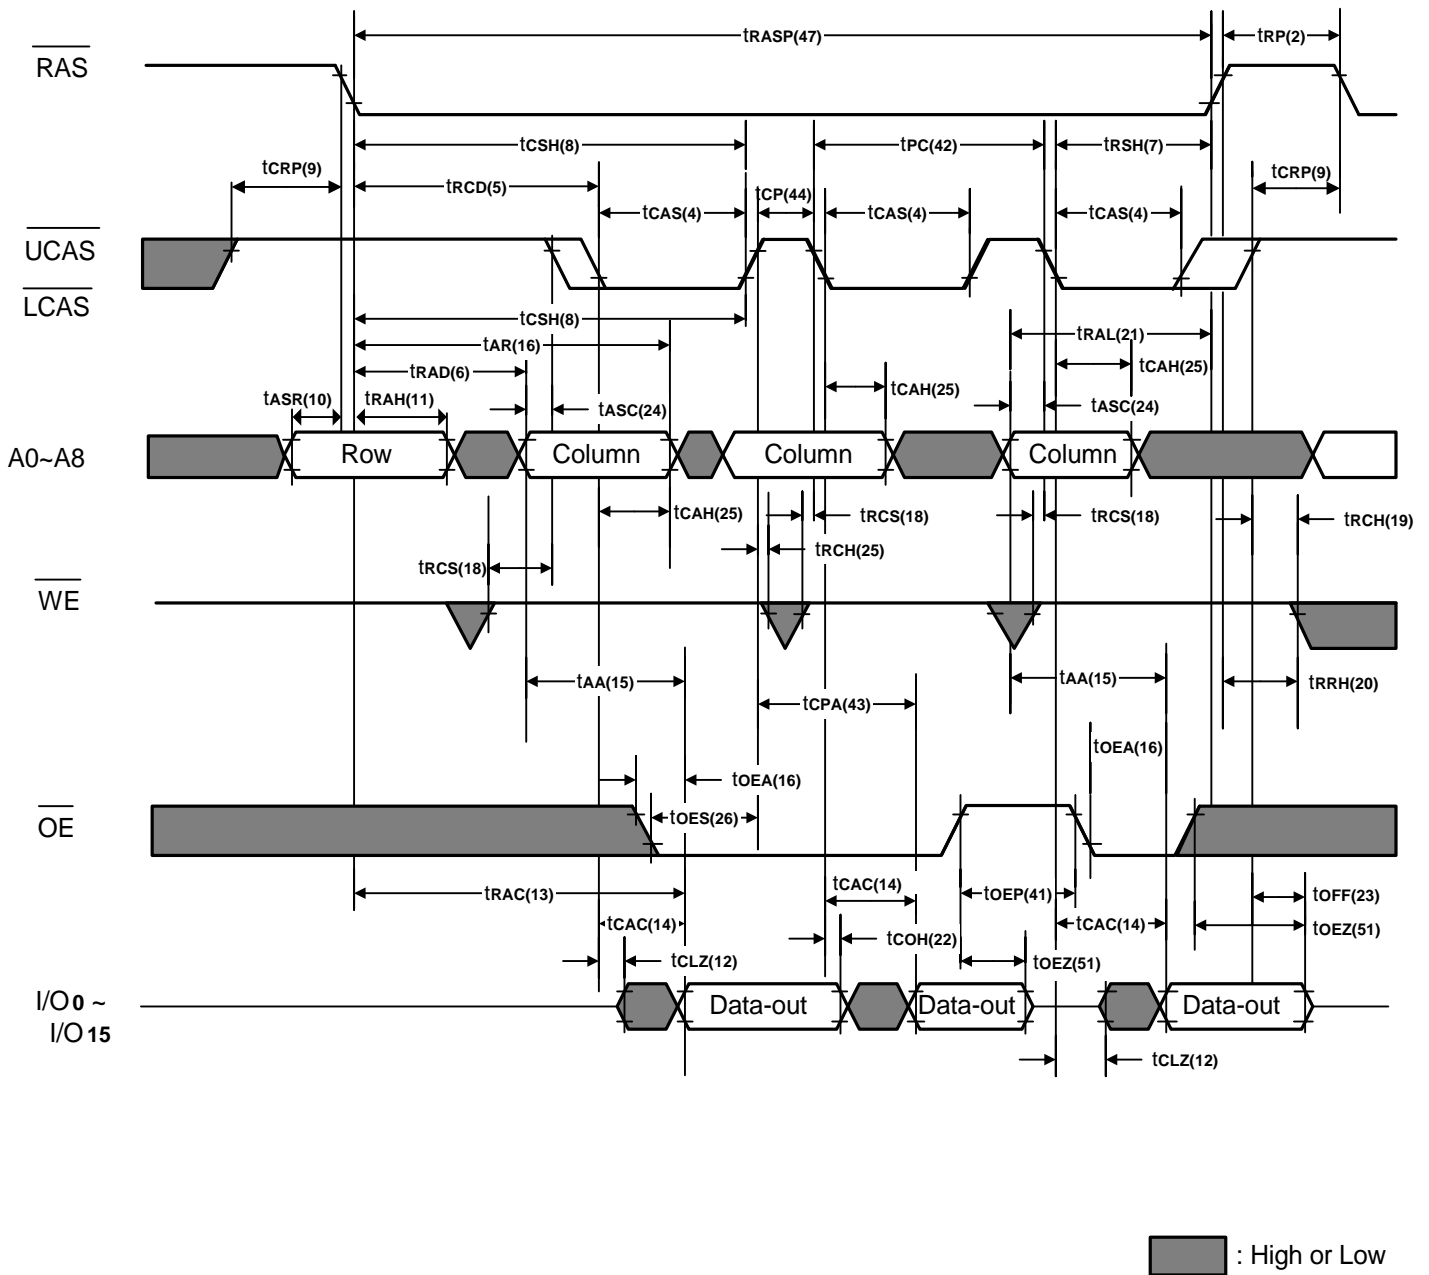 tRASP(47)
tRP(2)
RAS
tCSH(8)
tPC(42)
tRSH(7)
tCRP(9)
tRCD(5)
tCP(44)
tCRP(9)
tCAS(4)
tCAS(4)
tCAS(4)
UCAS
LCAS
tCSH(8)
tRAL(21)
tAR(16)
tCAH(25)
tRAD(6)
tCAH(25)
tASR(10)
tRAH(11)
tASC(24)
tASC(24)
A0~A8
Row
Column
Column
Column
tCAH(25)
tRCS(18)
tRCS(18)
tRCH(19)
tRCH(25)
tRCS(18)
WE
tAA(15)
tAA(15)
tRRH(20)
tCPA(43)
tOEA(16)
tOEA(16)
tOES(26)
OE
tRAC(13)
tCAC(14)
tOEP(41)
tOFF(23)
tCAC(14)
tCOH(22)
tCAC(14)
tOEZ(51)
tCLZ(12)
tOEZ(51)
I/O0 ~
I/O15
Data-out
Data-out
Data-out
tCLZ(12)
: High or Low